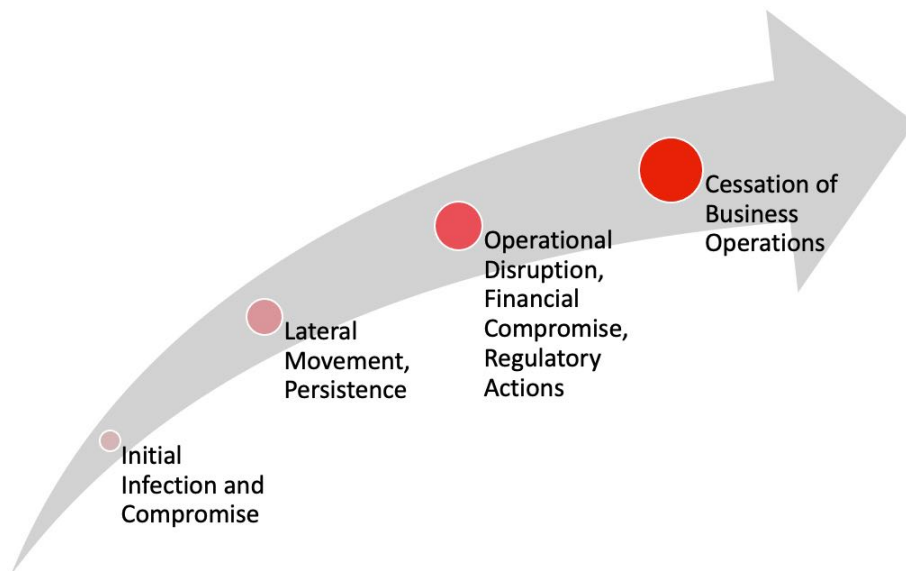 Initial
Infection and
Compromise
Lateral
Movement,
Persistence
Operational
Disruption,
Financial
Compromise,
Regulatory
Actions
Cessation of
Business
Operations